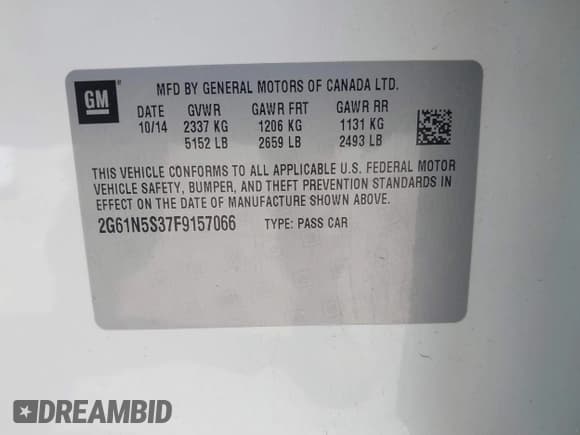 GM
MFD BY GENERAL MOTORS OF CANADA LTD.
DATE GVWR GAWR FRT GAWR RR
10/14 2337 KG 1206 KG 1131 KG
5152 LB 2659 LB 2493 LB
THIS VEHICLE CONFORMS TO ALL APPLICABLE U.S. FEDERAL MOTOR
VEHICLE SAFETY, BUMPER, AND THEFT PREVENTION STANDARDS IN
EFFECT ON THE DATE OF MANUFACTURE SHOWN ABOVE.
2G61N5S37F9157066 TYPE: PASS CAR
DREAMBID